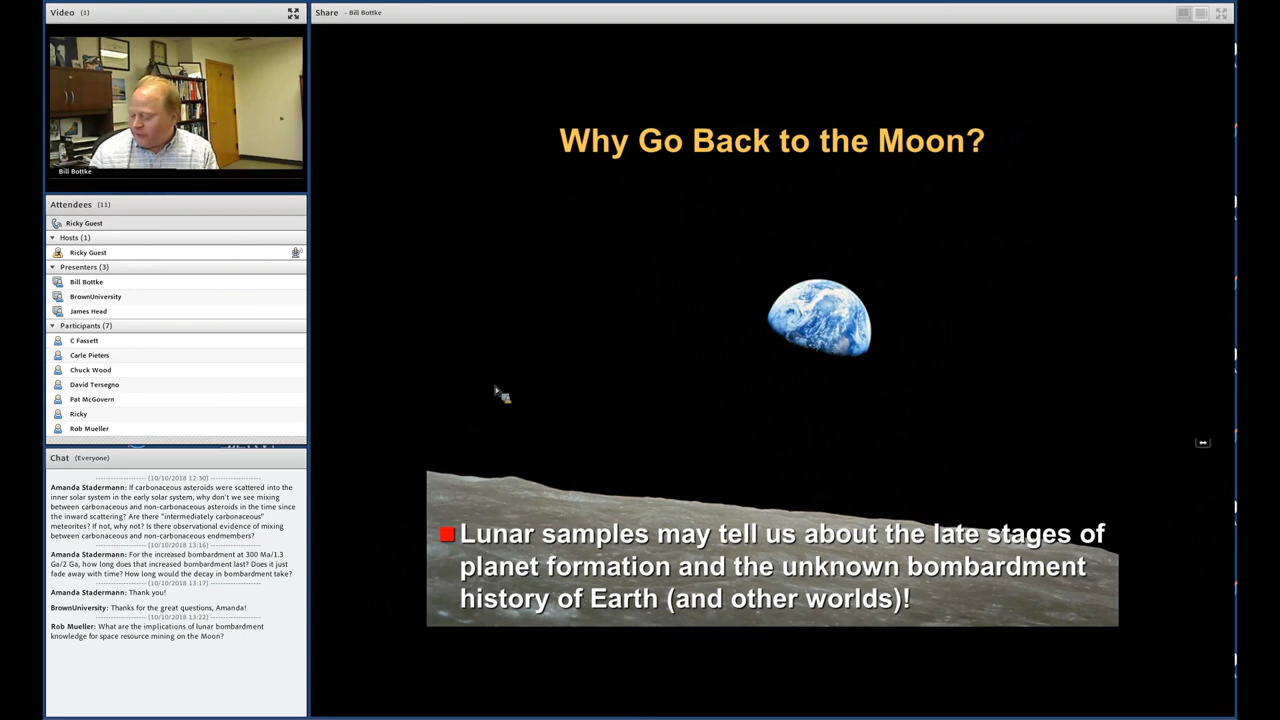 Video (1)
Bill Bottke
Attendees (11)
Ricky Guest
Hosts (1)
Ricky Guest
Presenters (3)
Bill Bottke
BrownUniversity
James Head
Participants (7)
C Fassett
Carle Pieters
Chuck Wood
David Tersegno
Pat McGovern
Ricky
Rob Mueller
Chat (Everyone)
-------------------- (10/10/2018 12:30) --------------------
Amanda Stadermann: If carbonaceous asteroids were scattered into the
inner solar system in the early solar system, why don't we see mixing
between carbonaceous and non-carbonaceous asteroids in the time since
the inward scattering? Are there "intermediately carbonaceous"
meteorites? If not, why not? Is there observational evidence of mixing
between carbonaceous and non-carbonaceous endmembers?
-------------------- (10/10/2018 13:16) --------------------
Amanda Stadermann: For the increased bombardment at 300 Ma/1.3
Ga/2 Ga, how long does that increased bombardment last? Does it just
fade away with time? How long would the decay in bombardment take?
-------------------- (10/10/2018 13:17) --------------------
Amanda Stadermann: Thank you!
BrownUniversity: Thanks for the great questions, Amanda!
-------------------- (10/10/2018 13:22) --------------------
Rob Mueller: What are the implications of lunar bombardment
knowledge for space resource mining on the Moon?
Share - Bill Bottke
Why Go Back to the Moon?
Lunar samples may tell us about the late stages of
planet formation and the unknown bombardment
history of Earth (and other worlds)!